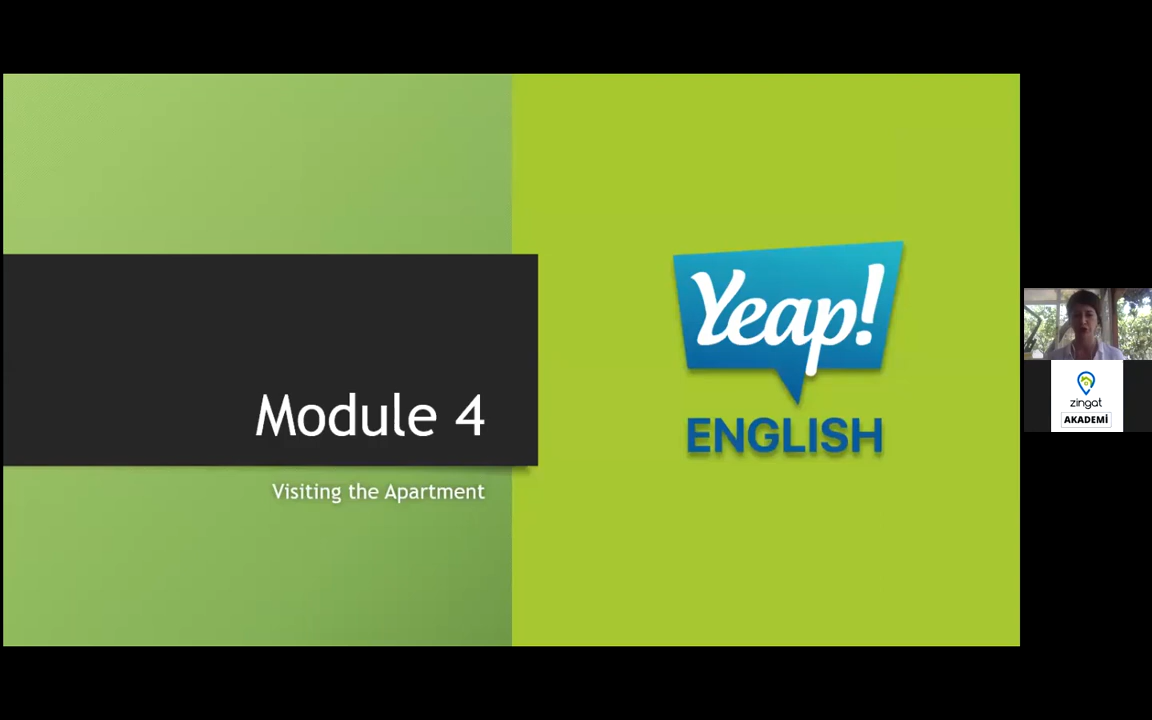 Module 4
Visiting the Apartment
Yeap!
ENGLISH
zingat
AKADEMİ